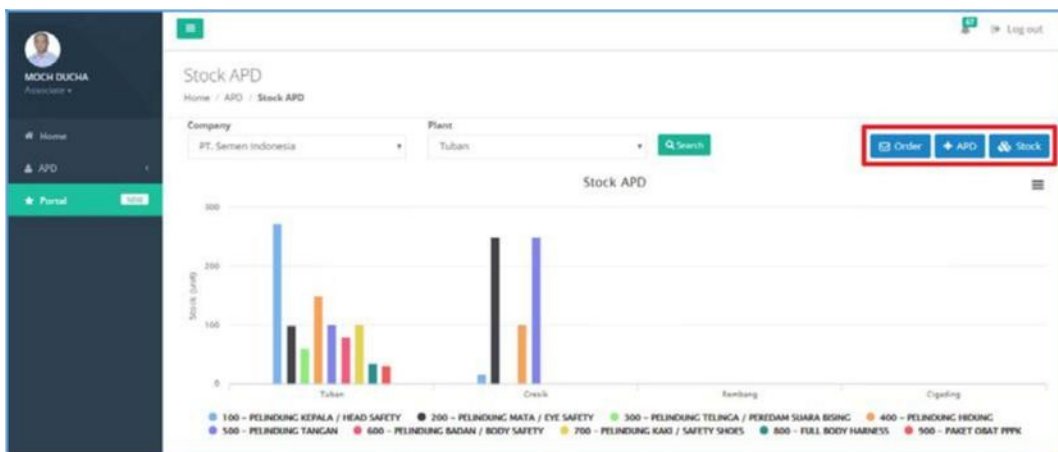 67
Log out
MOCH DUCHA
Associate
Stock APD
Home / APD / Stock APD
Home
APD
Portal NEW
Company
Plant
PT. Semen Indonesia
Tuban
Search
Order
+ APD
Stock
Stock APD
300
200
100
0
Stock (unit)
Tuban
Gresik
Rembang
Cigading
100 - PELINDUNG KEPALA / HEAD SAFETY
200 - PELINDUNG MATA / EYE SAFETY
300 - PELINDUNG TELINGA / PEREDAM SUARA BISING
400 - PELINDUNG HIDUNG
500 - PELINDUNG TANGAN
600 - PELINDUNG BADAN / BODY SAFETY
700 - PELINDUNG KAKI / SAFETY SHOES
800 - FULL BODY HARNESS
900 - PAKET OBAT PPPK